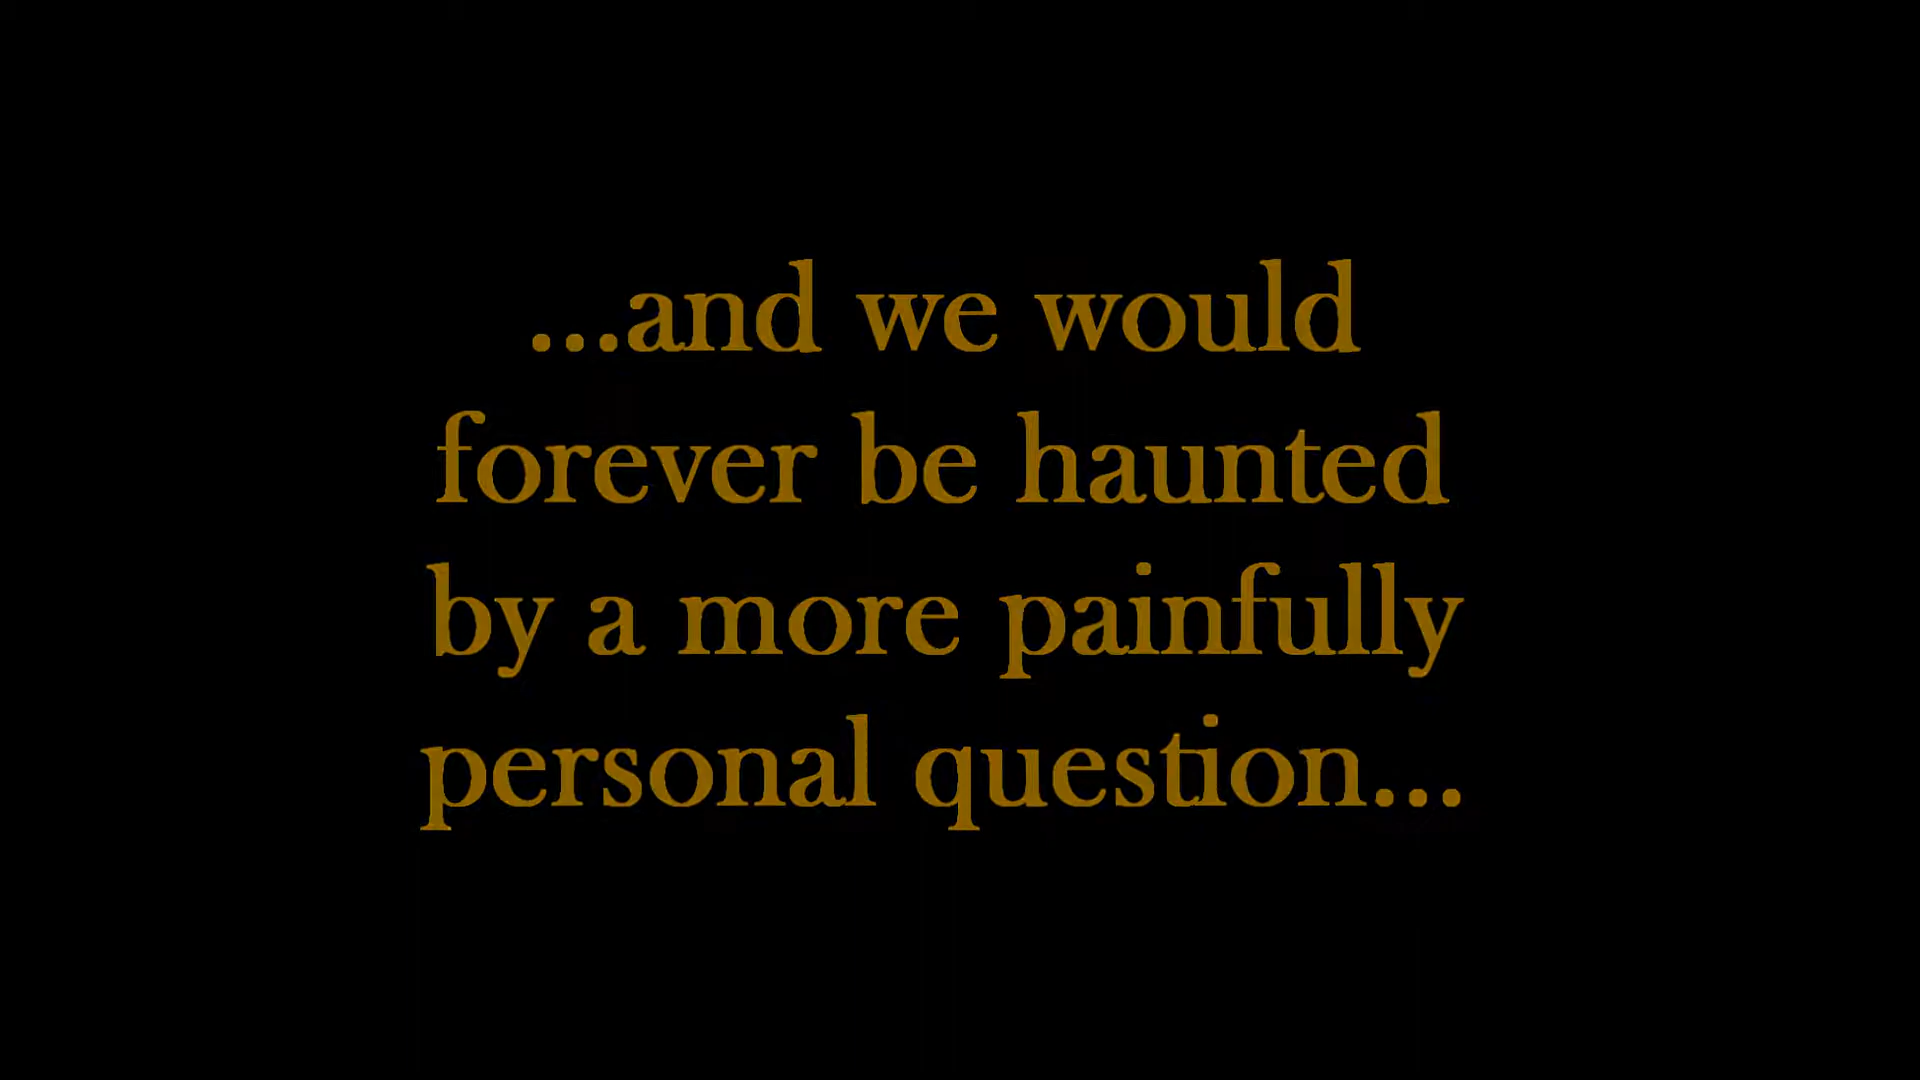 ...and we would
forever be haunted
by a more painfully
personal question...